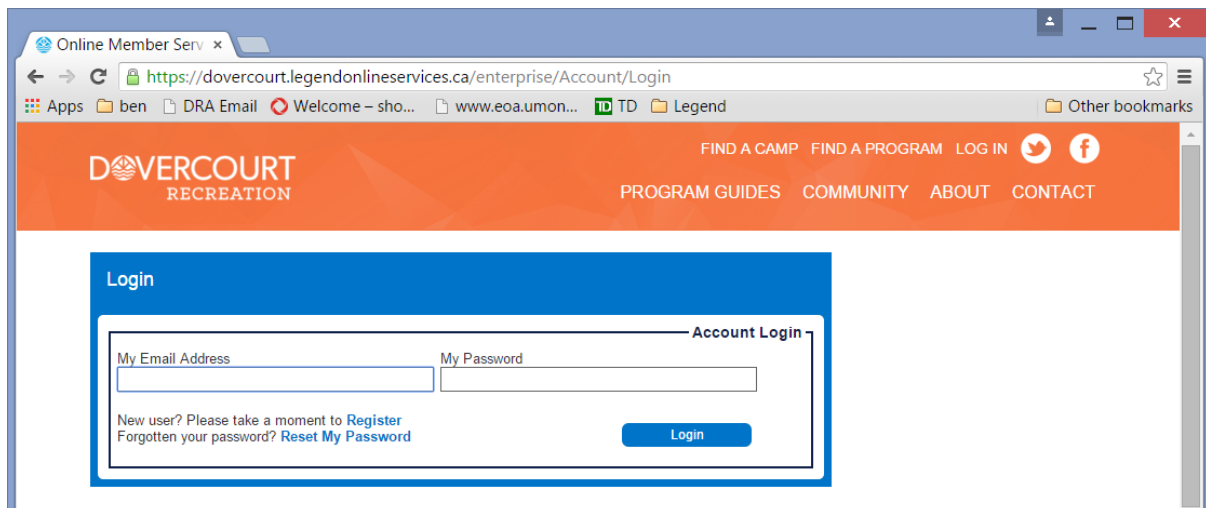 Online Member Serv
https://dovercourt.legendonlineservices.ca/enterprise/Account/Login
Apps ben DRA Email Welcome – sho... www.eoa.umon... TD TD Legend Other bookmarks
FIND A CAMP FIND A PROGRAM LOG IN
DOVERCOURT
RECREATION
PROGRAM GUIDES COMMUNITY ABOUT CONTACT
Login
Account Login
My Email Address My Password
New user? Please take a moment to Register
Forgotten your password? Reset My Password
Login